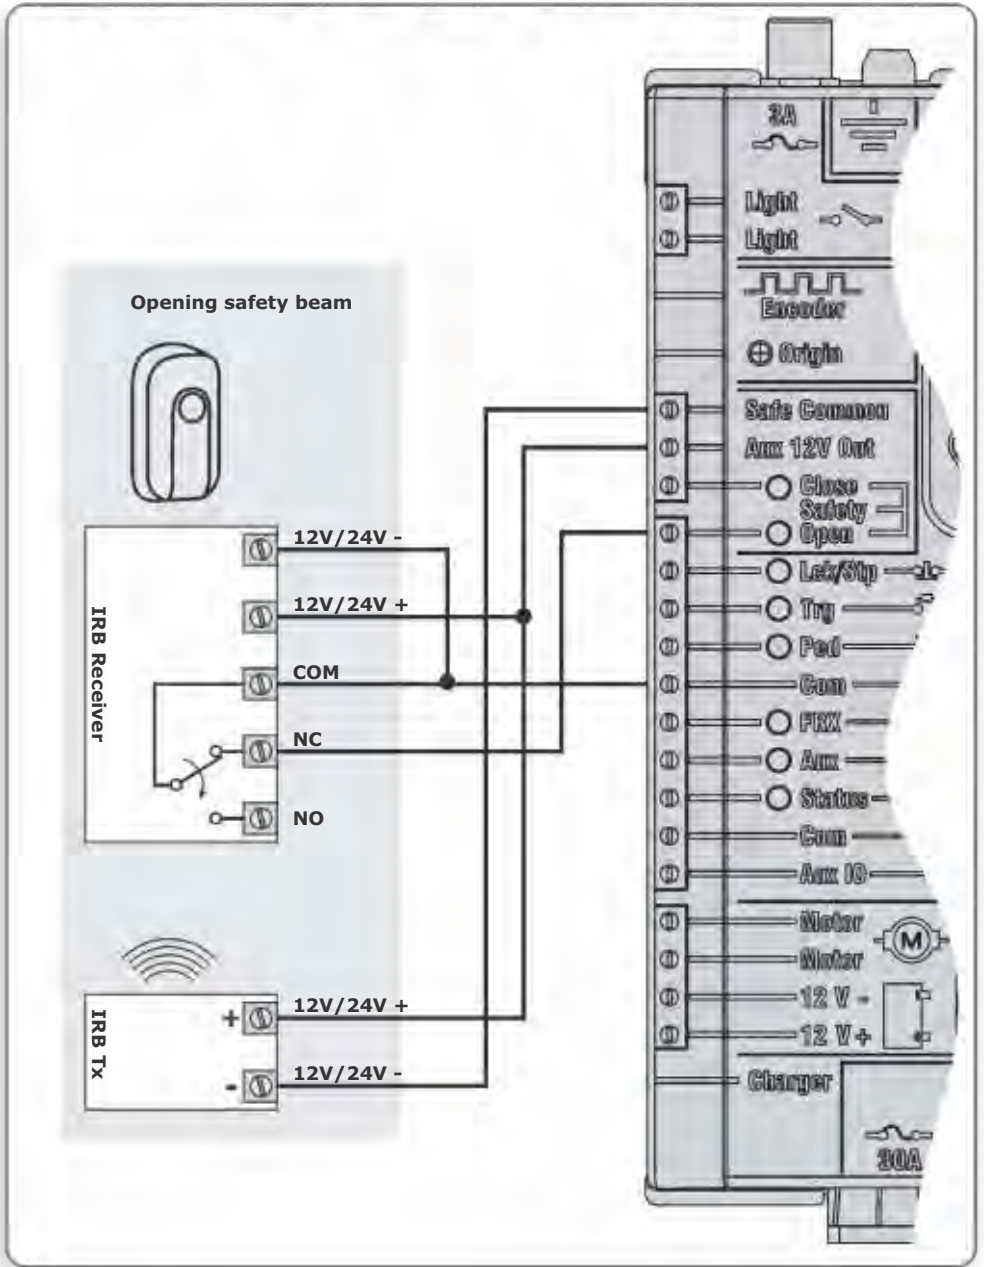 Opening safety beam
IRB Receiver
12V/24V -
12V/24V +
COM
NC
NO
IRB Tx
+
12V/24V +
-
12V/24V -
3A
Light
Light
Encoder
Origin
Safe Common
Aux 12V Out
Close
Safety
Open
Lck/Stp
Trg
Ped
Com
FRX
Aux
Status
Com
Aux IO
Motor
M
Motor
12 V -
12 V +
Charger
30A